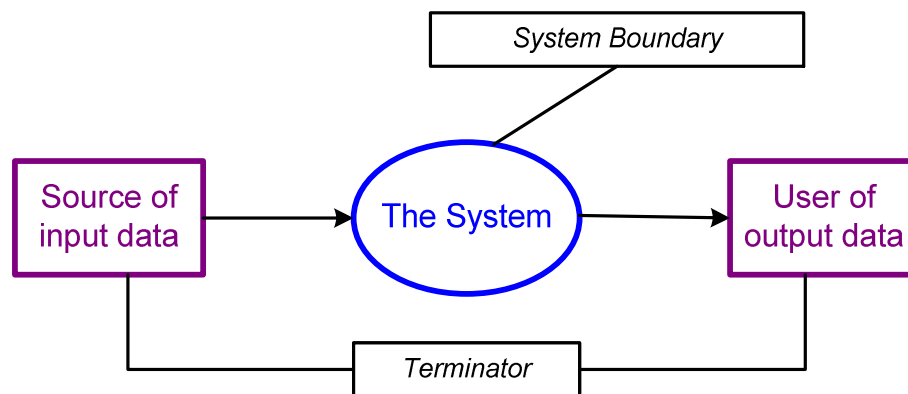 System Boundary
Source of
input data
The System
User of
output data
Terminator